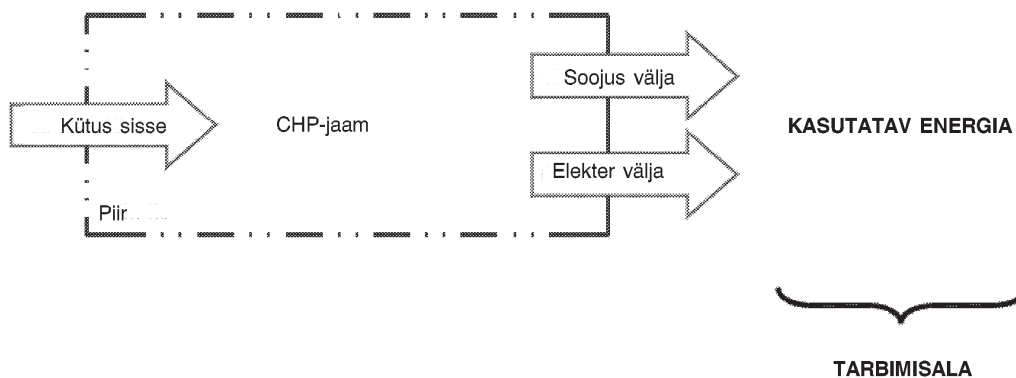 Soojus välja
Kütus sisse
CHP-jaam
KASUTATAV ENERGIA
Elekter välja
Piir
TARBIMISALA